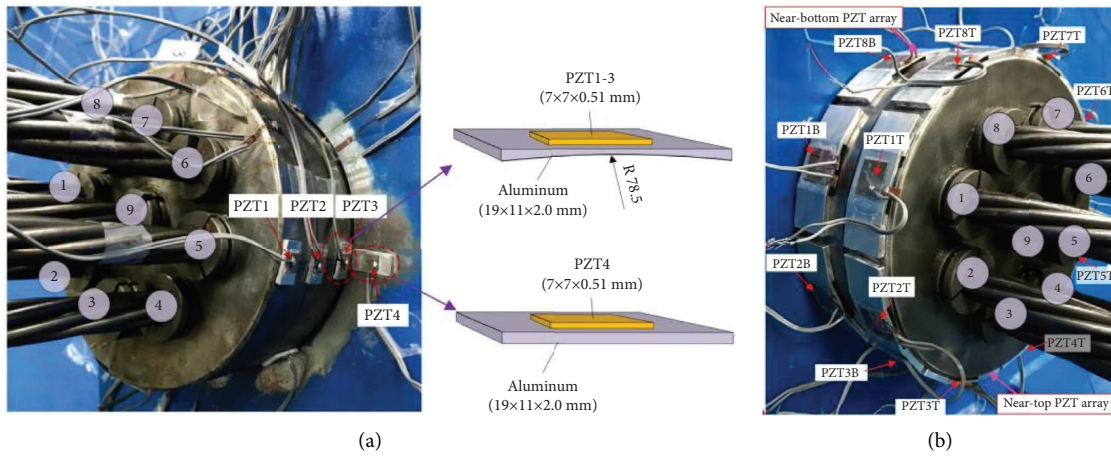 8
7
6
1
9
5
2
3
4
PZT1
PZT2
PZT3
PZT4
PZT1-3
(7×7×0.51 mm)
Aluminum
(19×11×2.0 mm)
R 78.5
PZT4
(7×7×0.51 mm)
Aluminum
(19×11×2.0 mm)
(a)
Near-bottom PZT array
PZT8T
PZT8B
PZT7T
PZT6T
PZT1B
PZT1T
7
8
6
1
9
5
2
PZT5T
PZT2B
PZT2T
4
3
PZT4T
PZT3B
PZT3T
Near-top PZT array
(b)